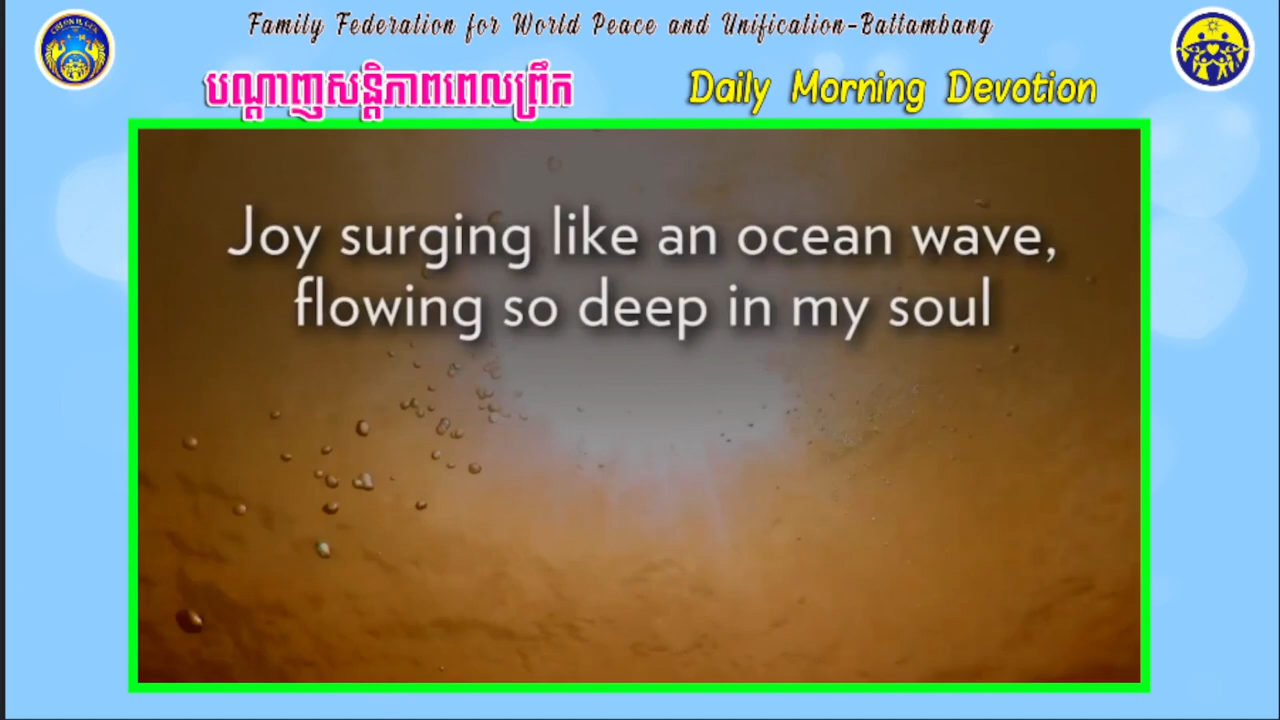 Family Federation for World Peace and Unification-Battambang
បណ្តាញសន្តិភាពពេលព្រឹក
Daily Morning Devotion
Joy surging like an ocean wave,
flowing so deep in my soul